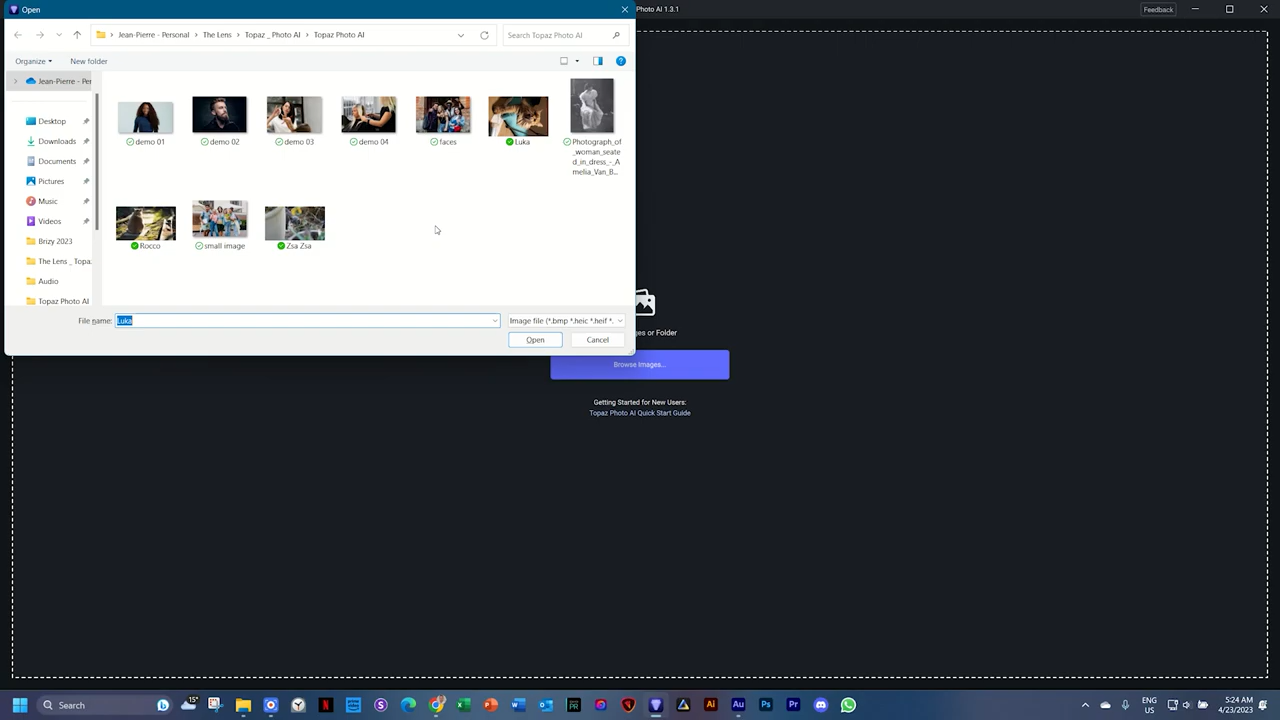 Open
Photo AI 1.3.1
Feedback
Jean-Pierre - Personal > The Lens > Topaz _ Photo AI > Topaz Photo AI
Search Topaz Photo AI
Organize
New folder
Jean-Pierre - Per
Desktop
Downloads
Documents
Pictures
Music
Videos
Brizy 2023
The Lens _ Topaz
Audio
Topaz Photo AI
demo 01
demo 02
demo 03
demo 04
faces
Luka
Photograph_of
_woman_seate
d_in_dress_-_A
melia_Van_B...
Rocco
small image
Zsa Zsa
File name:
Luka
Image file (*.bmp *.heic *.heif *.
Open
Cancel
ges or Folder
Browse Images...
Getting Started for New Users:
Topaz Photo AI Quick Start Guide
Search
15°
ENG
US
5:24 AM
4/23/2023